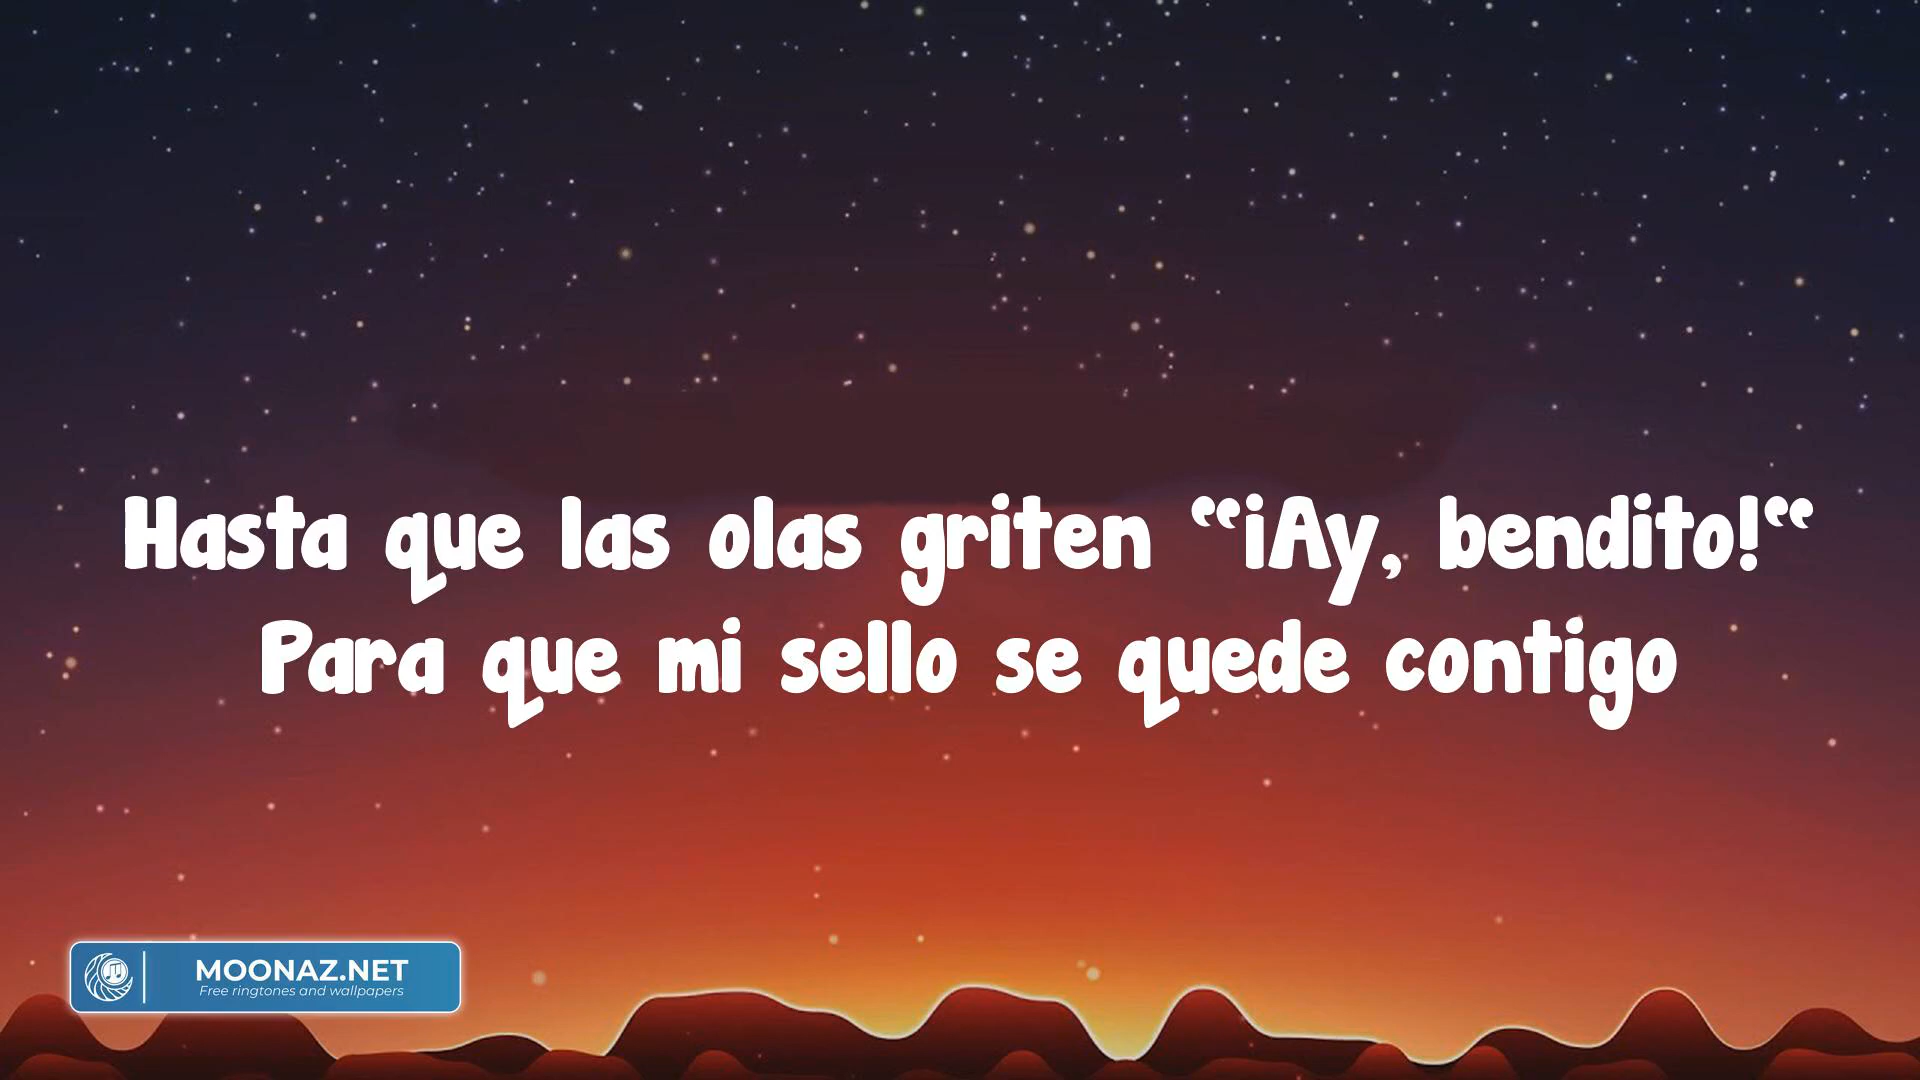 Hasta que las olas griten “¡Ay, bendito!“
Para que mi sello se quede contigo
MOONAZ.NET
Free ringtones and wallpapers